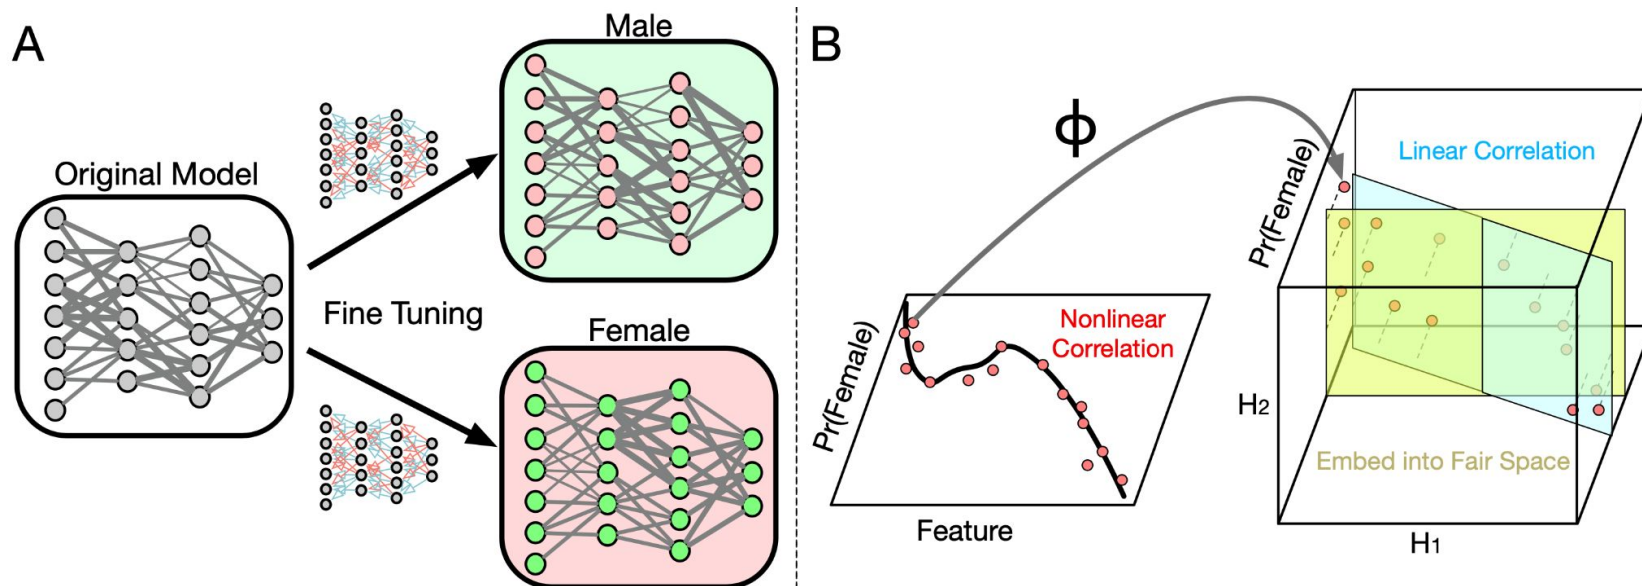 A
Original Model
Fine Tuning
Male
Female
B
ϕ
Pr(Female)
Nonlinear
Correlation
Feature
Pr(Female)
Linear Correlation
H2
Embed into Fair Space
H1